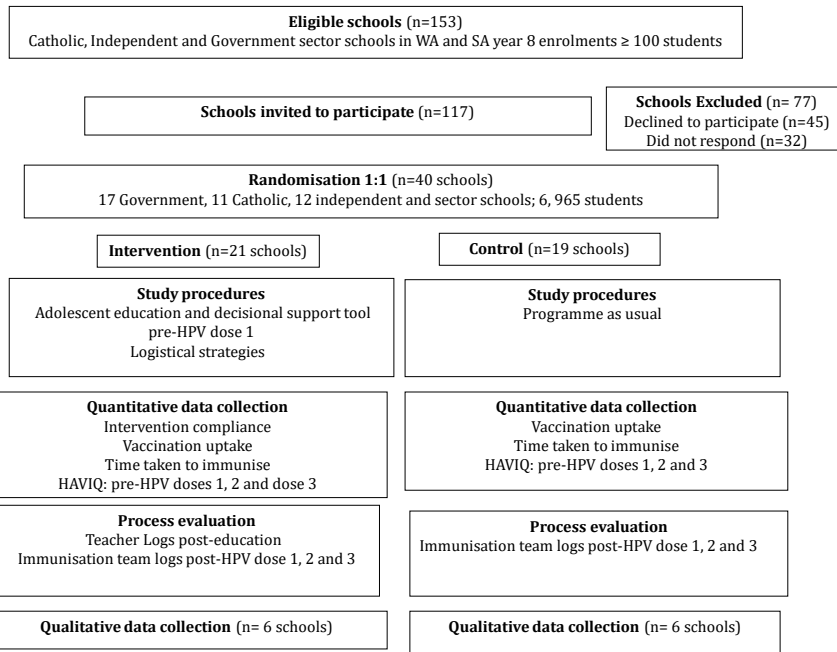 Eligible schools (n=153)
Catholic, Independent and Government sector schools in WA and SA year 8 enrolments ≥ 100 students
Schools invited to participate (n=117)
Schools Excluded (n= 77)
Declined to participate (n=45)
Did not respond (n=32)
Randomisation 1:1 (n=40 schools)
17 Government, 11 Catholic, 12 independent and sector schools; 6, 965 students
Intervention (n=21 schools)
Control (n=19 schools)
Study procedures
Adolescent education and decisional support tool
pre-HPV dose 1
Logistical strategies
Study procedures
Programme as usual
Quantitative data collection
Intervention compliance
Vaccination uptake
Time taken to immunise
HAVIQ: pre-HPV doses 1, 2 and dose 3
Quantitative data collection
Vaccination uptake
Time taken to immunise
HAVIQ: pre-HPV doses 1, 2 and 3
Process evaluation
Teacher Logs post-education
Immunisation team logs post-HPV dose 1, 2 and 3
Process evaluation
Immunisation team logs post-HPV dose 1, 2 and 3
Qualitative data collection (n= 6 schools)
Qualitative data collection (n= 6 schools)